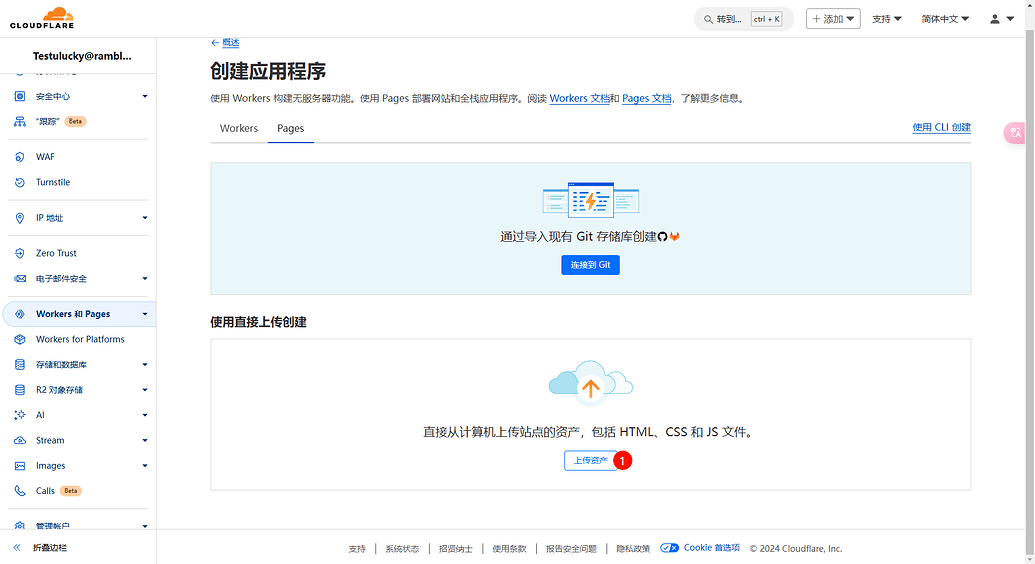 CLOUDFLARE
转到... ctrl + K
添加
支持
简体中文
Testulucky@rambl...
安全中心
“跟踪” Beta
WAF
Turnstile
IP 地址
Zero Trust
电子邮件安全
Workers 和 Pages
Workers for Platforms
存储和数据库
R2 对象存储
AI
Stream
Images
Calls Beta
管理帐户
折叠边栏
← 概述
创建应用程序
使用 Workers 构建无服务器功能。使用 Pages 部署网站和全栈应用程序。阅读 Workers 文档和 Pages 文档，了解更多信息。
Workers Pages 使用 CLI 创建
通过导入现有 Git 存储库创建
连接到 Git
使用直接上传创建
直接从计算机上传站点的资产，包括 HTML、CSS 和 JS 文件。
上传资产 1
支持 | 系统状态 | 招贤纳士 | 使用条款 | 报告安全问题 | 隐私政策 Cookie 首选项 © 2024 Cloudflare, Inc.